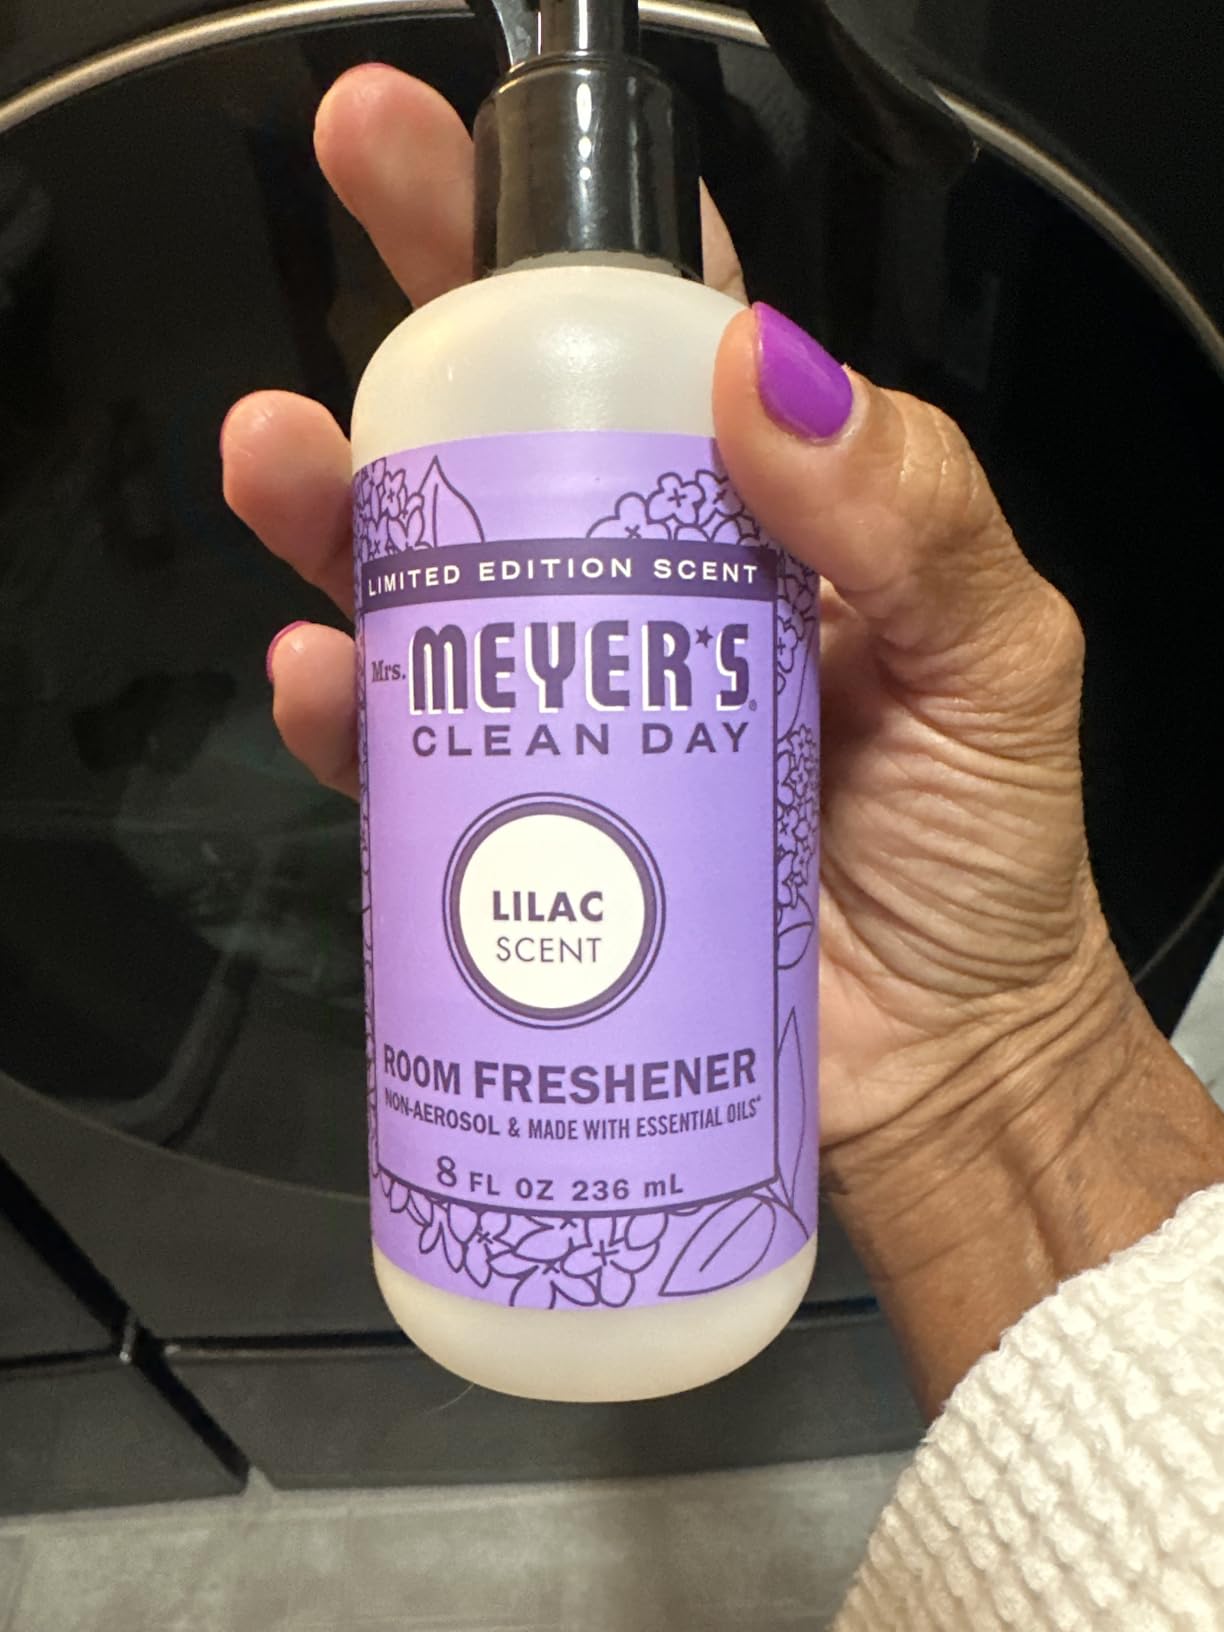 LIMITED EDITION SCENT
Mrs. MEYER'S®
CLEAN DAY
LILAC
SCENT
ROOM FRESHENER
NON-AEROSOL & MADE WITH ESSENTIAL OILS*
8 FL OZ 236 mL